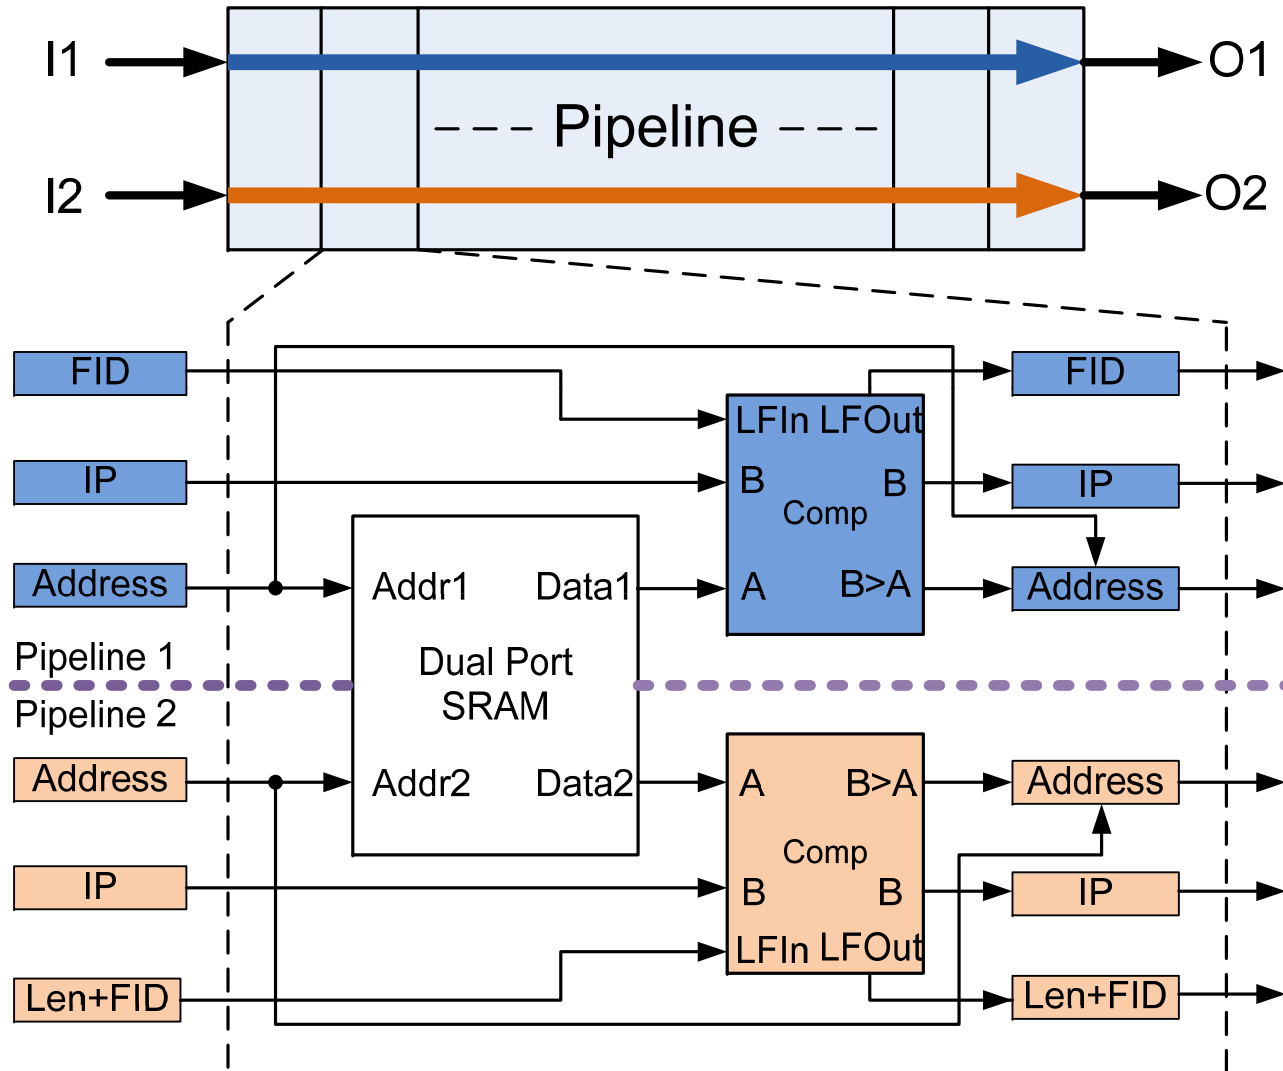 I1
O1
Pipeline
I2
O2
FID
FID
LFIn LFOut
IP
B
B
IP
Comp
Address
Addr1
Data1
A
B>A
Address
Pipeline 1
Dual Port
SRAM
Pipeline 2
Address
Addr2
Data2
A
B>A
Address
Comp
IP
B
B
IP
LFIn LFOut
Len+FID
Len+FID